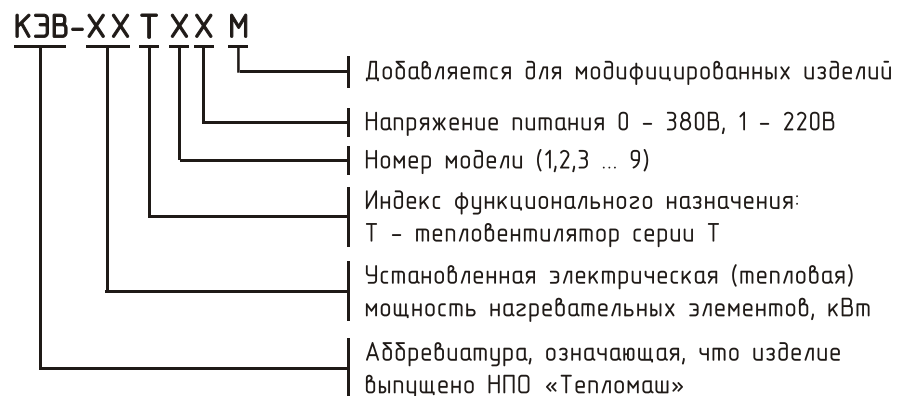 КЭВ-ХХ Т ХХ М
Добавляется для модифицированных изделий
Напряжение питания 0 – 380В, 1 – 220В
Номер модели (1,2,3 ... 9)
Индекс функционального назначения:
Т – тепловентилятор серии Т
Установленная электрическая (тепловая)
мощность нагревательных элементов, кВт
Аббревиатура, означающая, что изделие
выпущено НПО «Тепломаш»